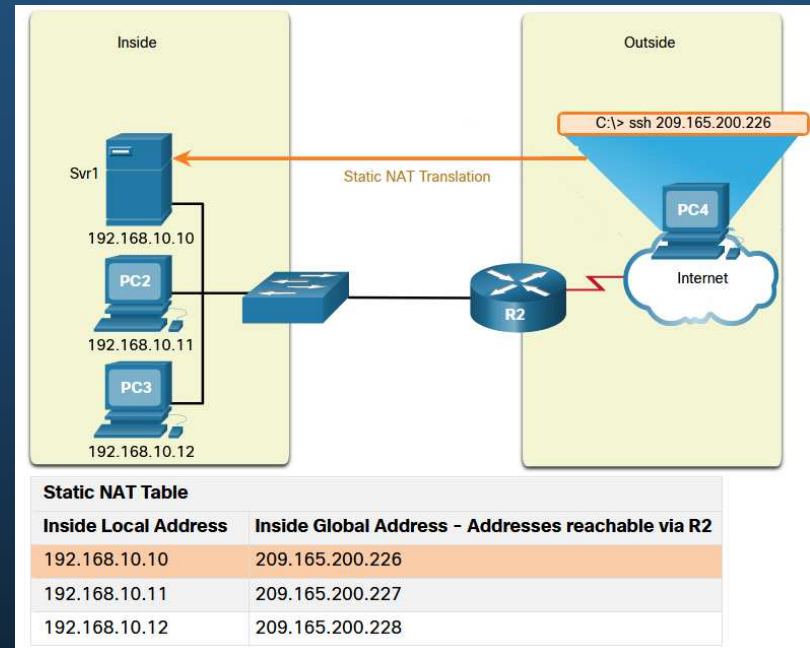 Inside
Outside
C:\> ssh 209.165.200.226
Svr1
Static NAT Translation
PC4
192.168.10.10
PC2
Internet
R2
192.168.10.11
PC3
192.168.10.12
Static NAT Table
Inside Local Address Inside Global Address - Addresses reachable via R2
192.168.10.10 209.165.200.226
192.168.10.11 209.165.200.227
192.168.10.12 209.165.200.228